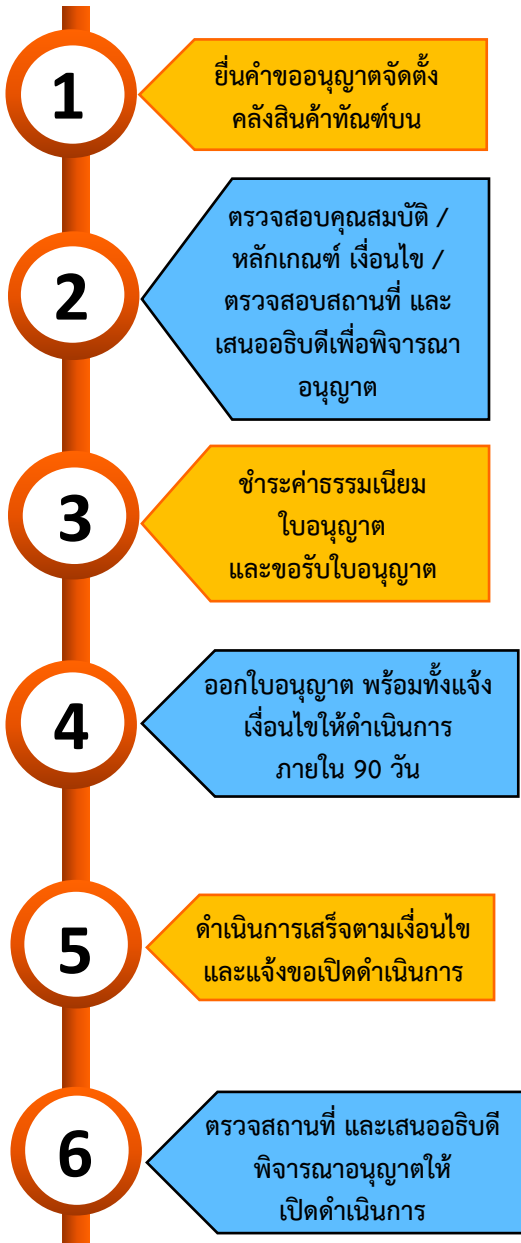 1
ยื่นคำขออนุญาตจัดตั้ง
คลังสินค้าทัณฑ์บน
2
ตรวจสอบคุณสมบัติ /
หลักเกณฑ์ เงื่อนไข /
ตรวจสอบสถานที่ และ
เสนออธิบดีเพื่อพิจารณา
อนุญาต
3
ชำระค่าธรรมเนียม
ใบอนุญาต
และขอรับใบอนุญาต
4
ออกใบอนุญาต พร้อมทั้งแจ้ง
เงื่อนไขให้ดำเนินการ
ภายใน 90 วัน
5
ดำเนินการเสร็จตามเงื่อนไข
และแจ้งขอเปิดดำเนินการ
6
ตรวจสถานที่ และเสนออธิบดี
พิจารณาอนุญาตให้
เปิดดำเนินการ